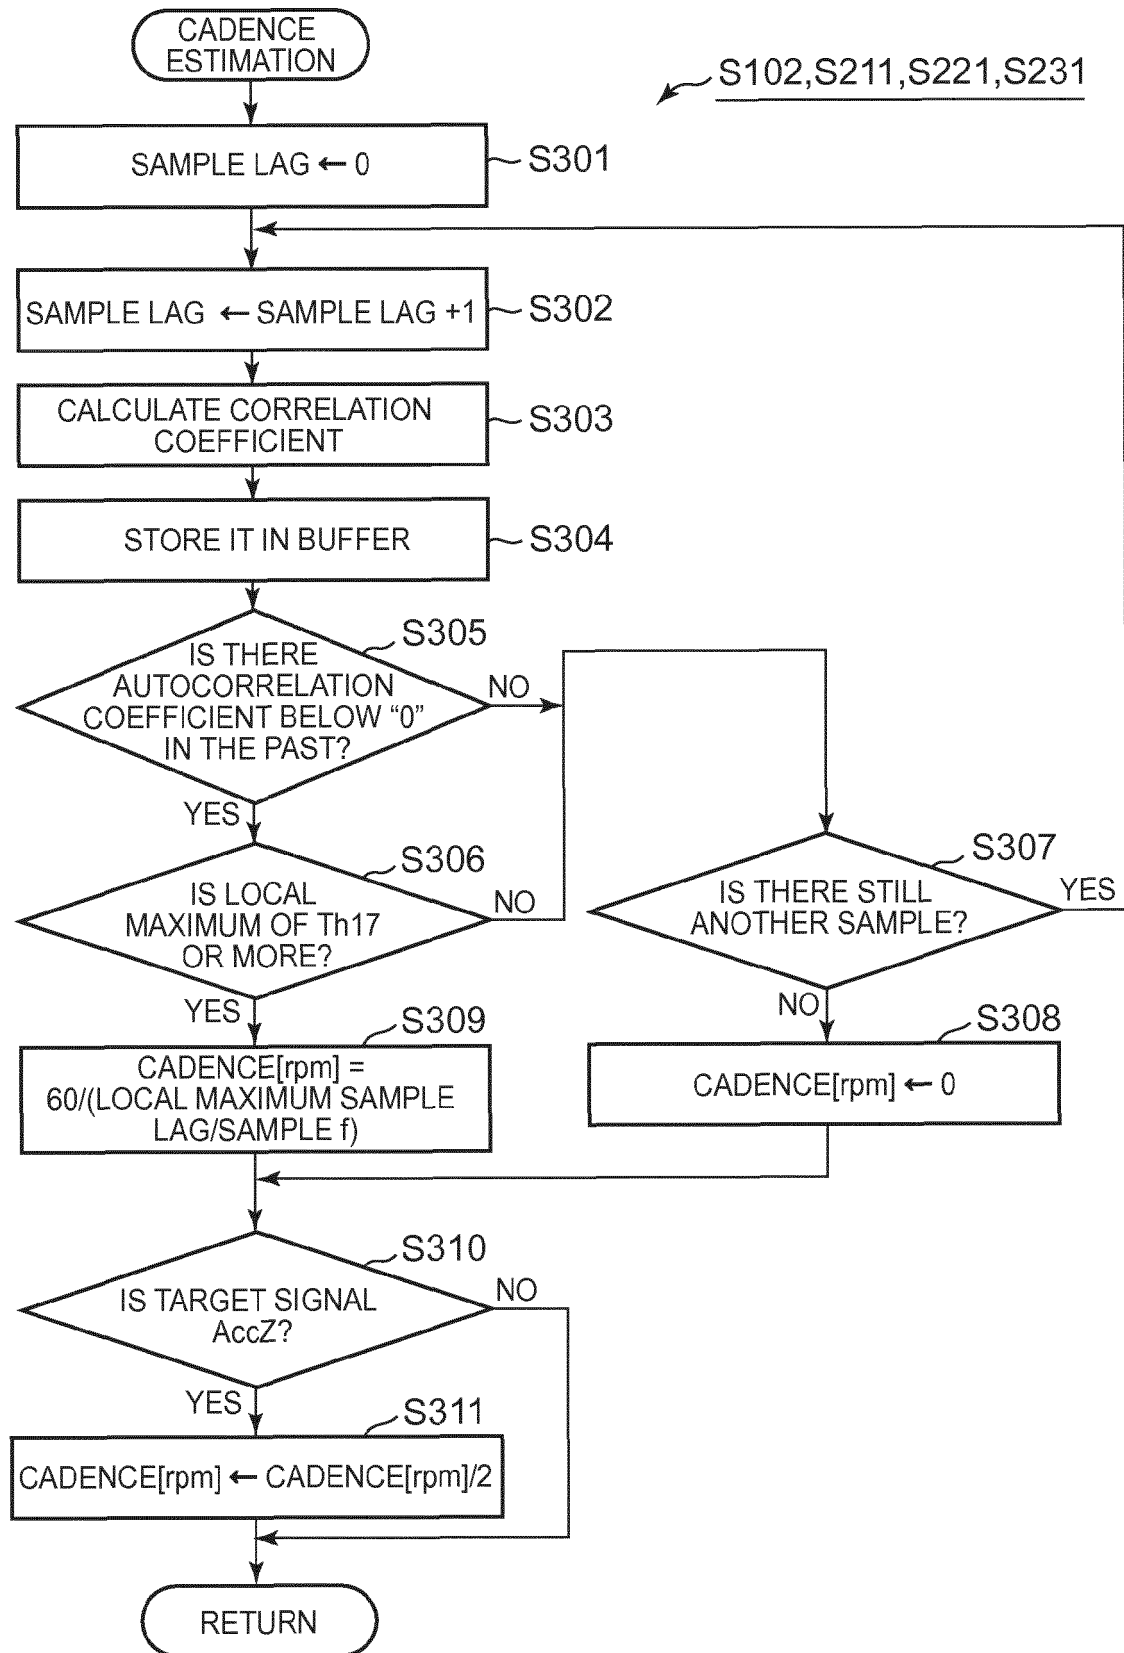 CADENCE
ESTIMATION
S102,S211,S221,S231
SAMPLE LAG ← 0
S301
SAMPLE LAG ← SAMPLE LAG +1
S302
CALCULATE CORRELATION
COEFFICIENT
S303
STORE IT IN BUFFER
S304
S305
IS THERE
AUTOCORRELATION
COEFFICIENT BELOW “0”
IN THE PAST?
NO
YES
S306
IS LOCAL
MAXIMUM OF Th17
OR MORE?
NO
YES
S307
IS THERE STILL
ANOTHER SAMPLE?
YES
NO
S308
CADENCE[rpm] ← 0
S309
CADENCE[rpm] =
60/(LOCAL MAXIMUM SAMPLE
LAG/SAMPLE f)
S310
IS TARGET SIGNAL
AccZ?
NO
YES
S311
CADENCE[rpm] ← CADENCE[rpm]/2
RETURN